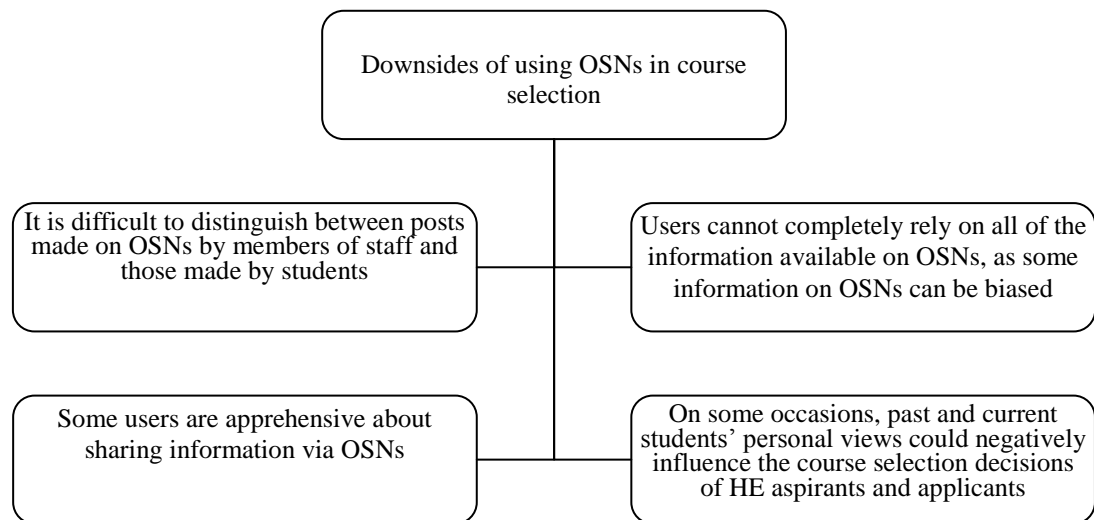 Downsides of using OSNs in course
selection
It is difficult to distinguish between posts
made on OSNs by members of staff and
those made by students
Users cannot completely rely on all of the
information available on OSNs, as some
information on OSNs can be biased
Some users are apprehensive about
sharing information via OSNs
On some occasions, past and current
students’ personal views could negatively
influence the course selection decisions
of HE aspirants and applicants